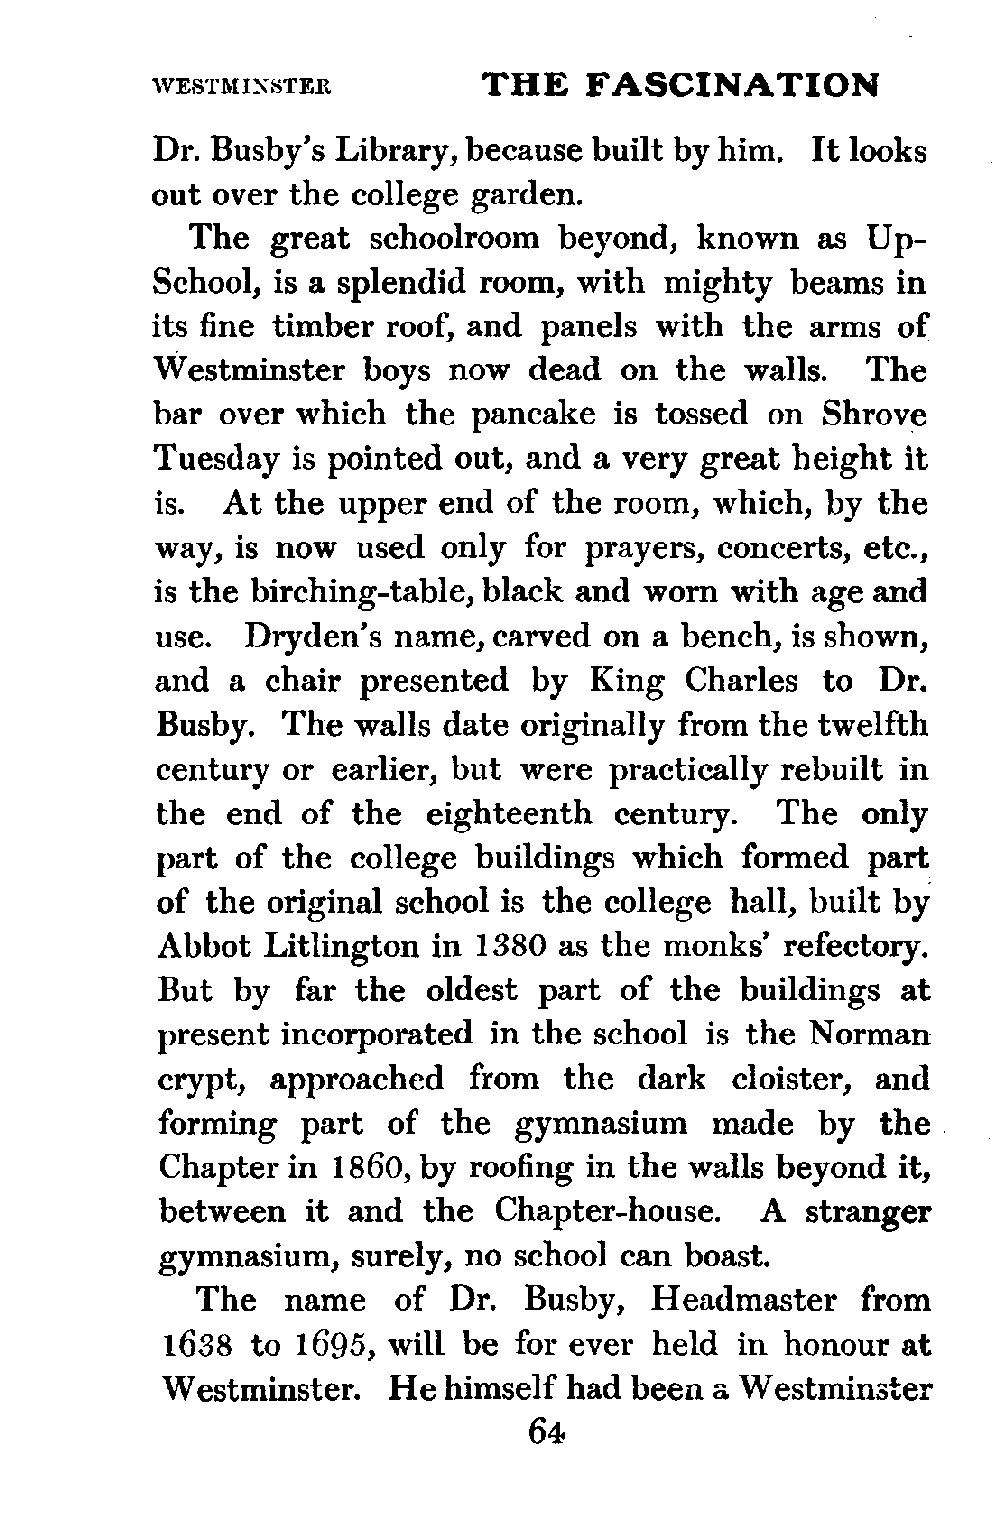 WESTMINSTER THE FASCINATION
Dr. Busby's Library, because built by him. It looks
out over the college garden.
The great schoolroom beyond, known as Up-
School, is a splendid room, with mighty beams in
its fine timber roof, and panels with the arms of
Westminster boys now dead on the walls. The
bar over which the pancake is tossed on Shrove
Tuesday is pointed out, and a very great height it
is. At the upper end of the room, which, by the
way, is now used only for prayers, concerts, etc.,
is the birching-table, black and worn with age and
use. Dryden's name, carved on a bench, is shown,
and a chair presented by King Charles to Dr.
Busby. The walls date originally from the twelfth
century or earlier, but were practically rebuilt in
the end of the eighteenth century. The only
part of the college buildings which formed part
of the original school is the college hall, built by
Abbot Litlington in 1380 as the monks' refectory.
But by far the oldest part of the buildings at
present incorporated in the school is the Norman
crypt, approached from the dark cloister, and
forming part of the gymnasium made by the
Chapter in 1860, by roofing in the walls beyond it,
between it and the Chapter-house. A stranger
gymnasium, surely, no school can boast.
The name of Dr. Busby, Headmaster from
1638 to 1695, will be for ever held in honour at
Westminster. He himself had been a Westminster
64